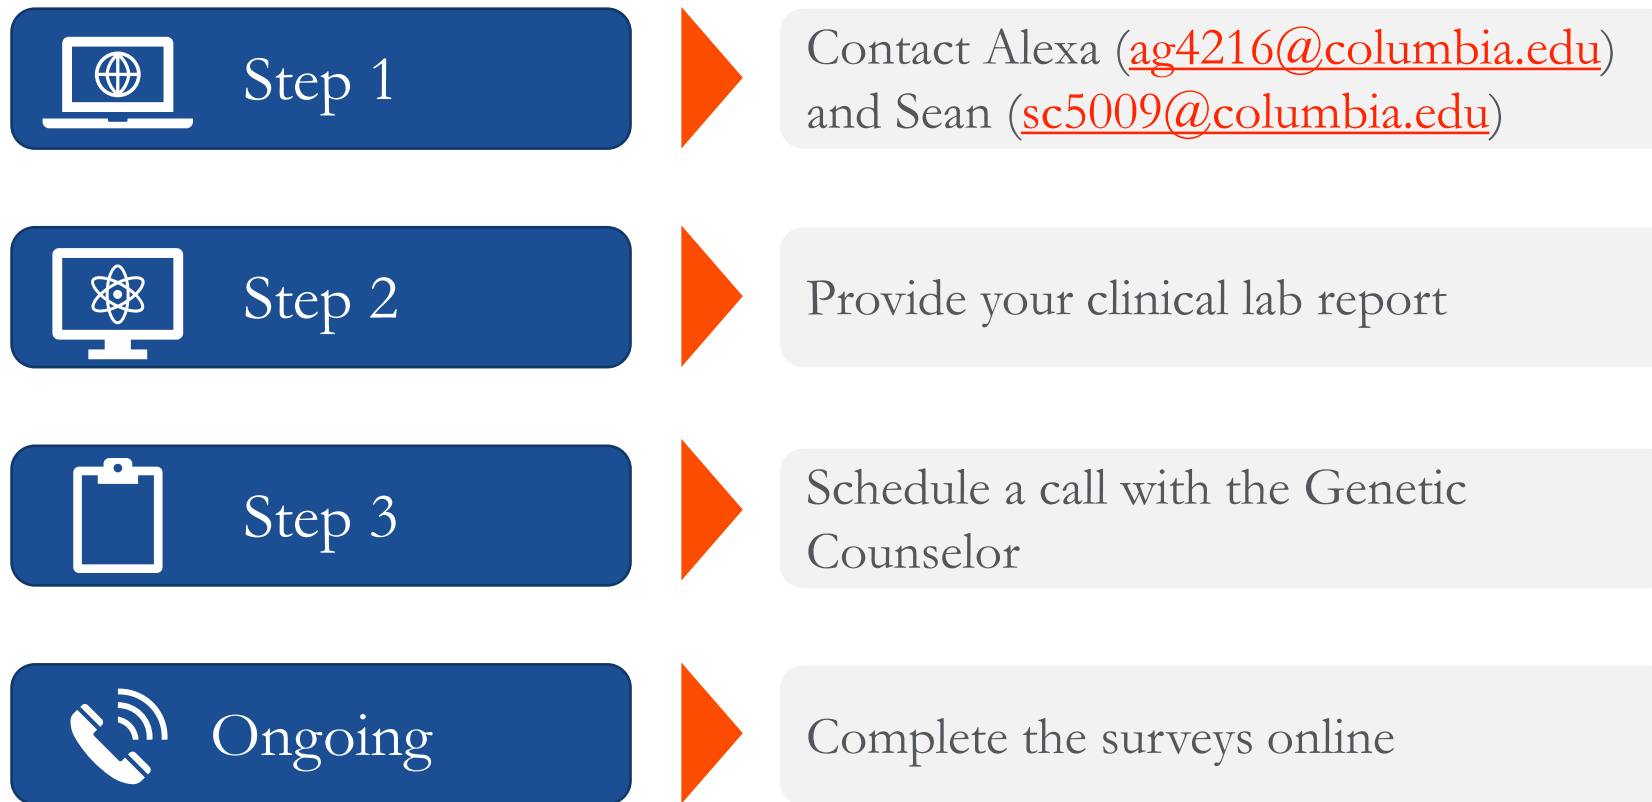 Step 1
Contact Alexa (ag4216@columbia.edu)
and Sean (sc5009@columbia.edu)
Step 2
Provide your clinical lab report
Step 3
Schedule a call with the Genetic
Counselor
Ongoing
Complete the surveys online